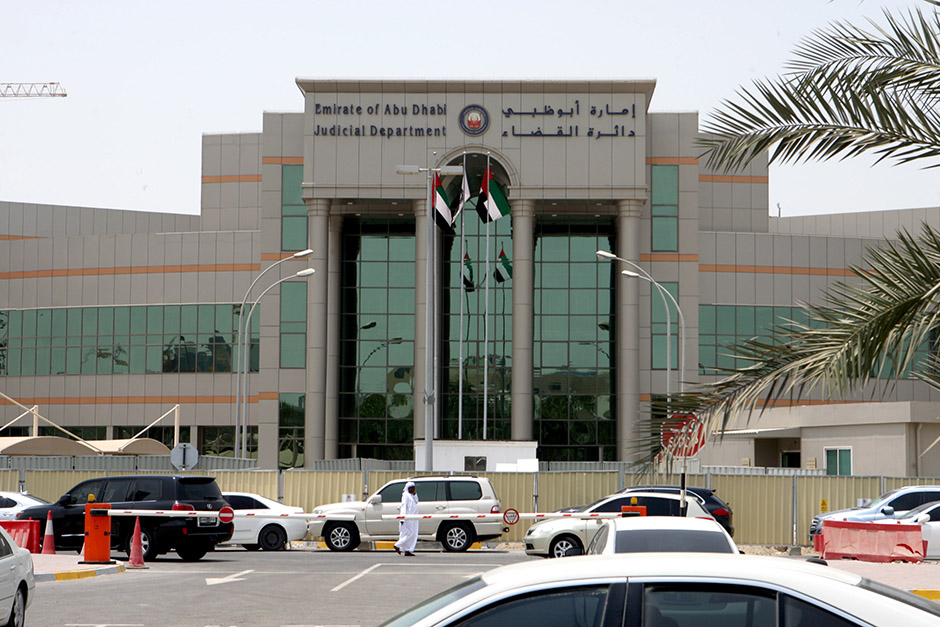 Emirate of Abu Dhabi
Judicial Department
إمارة أبوظبي
دائرة القضاء